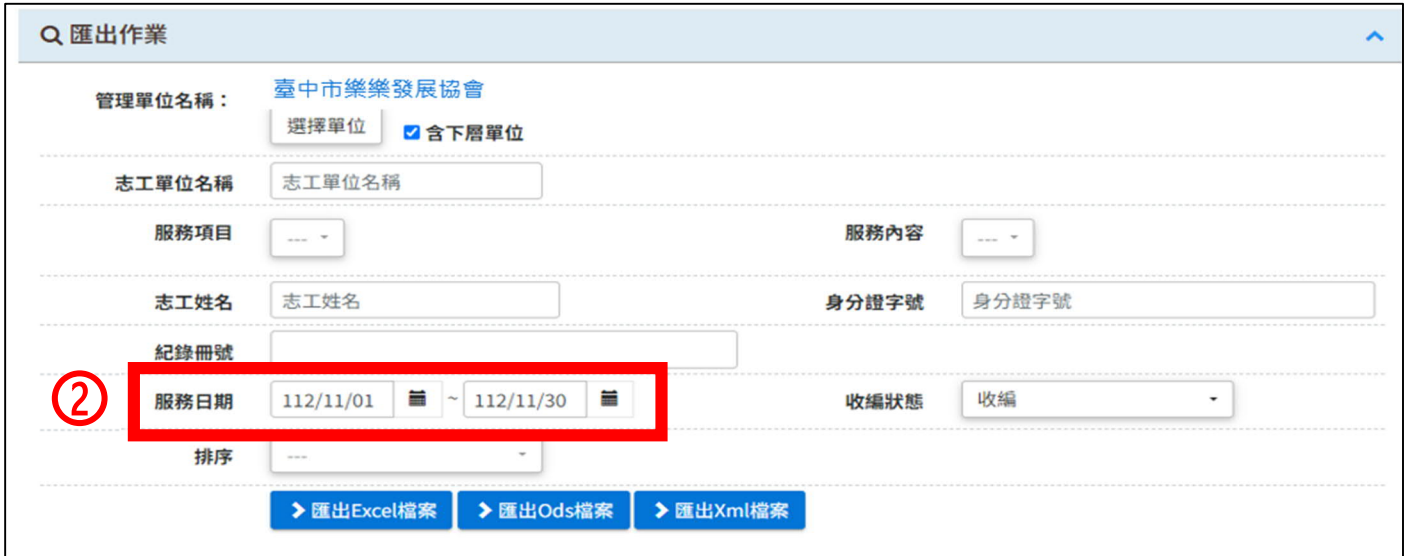 匯出作業
管理單位名稱：
臺中市樂樂發展協會
選擇單位 含下層單位
志工單位名稱 志工單位名稱
服務項目 --- 服務內容 ---
志工姓名 志工姓名 身分證字號 身分證字號
紀錄冊號
② 服務日期 112/11/01 ~ 112/11/30 收編狀態 收編
排序 ---
匯出Excel檔案 匯出Ods檔案 匯出Xml檔案